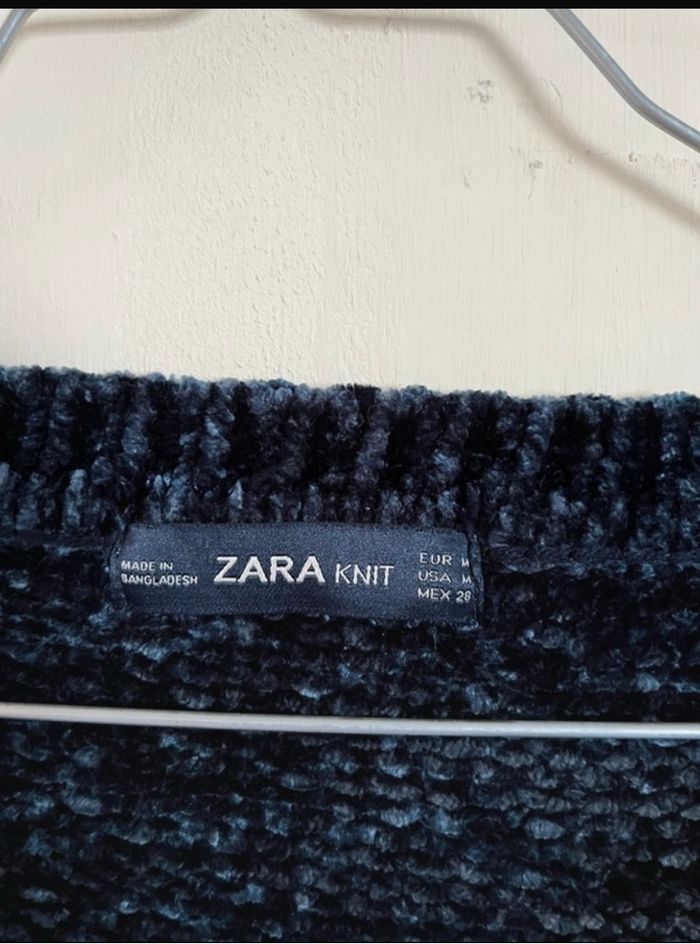 MADE IN
BANGLADESH
ZARA KNIT
EUR M
USA M
MEX 28